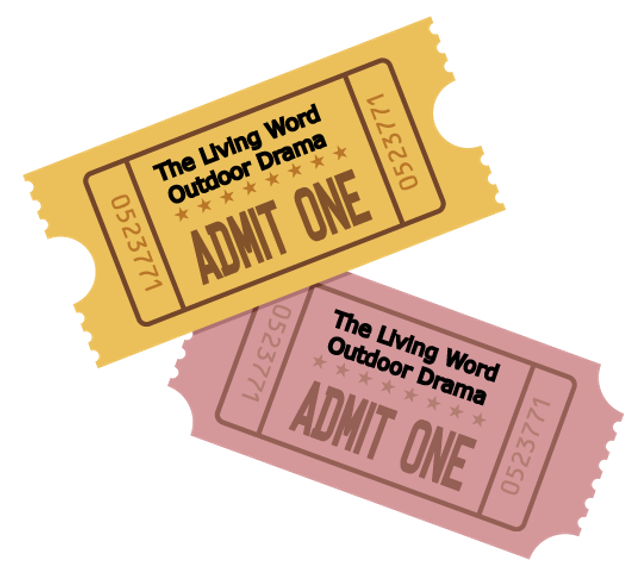 The Living Word
Outdoor Drama
ADMIT ONE
0523771
0523771
The Living Word
Outdoor Drama
ADMIT ONE
0523771
0523771